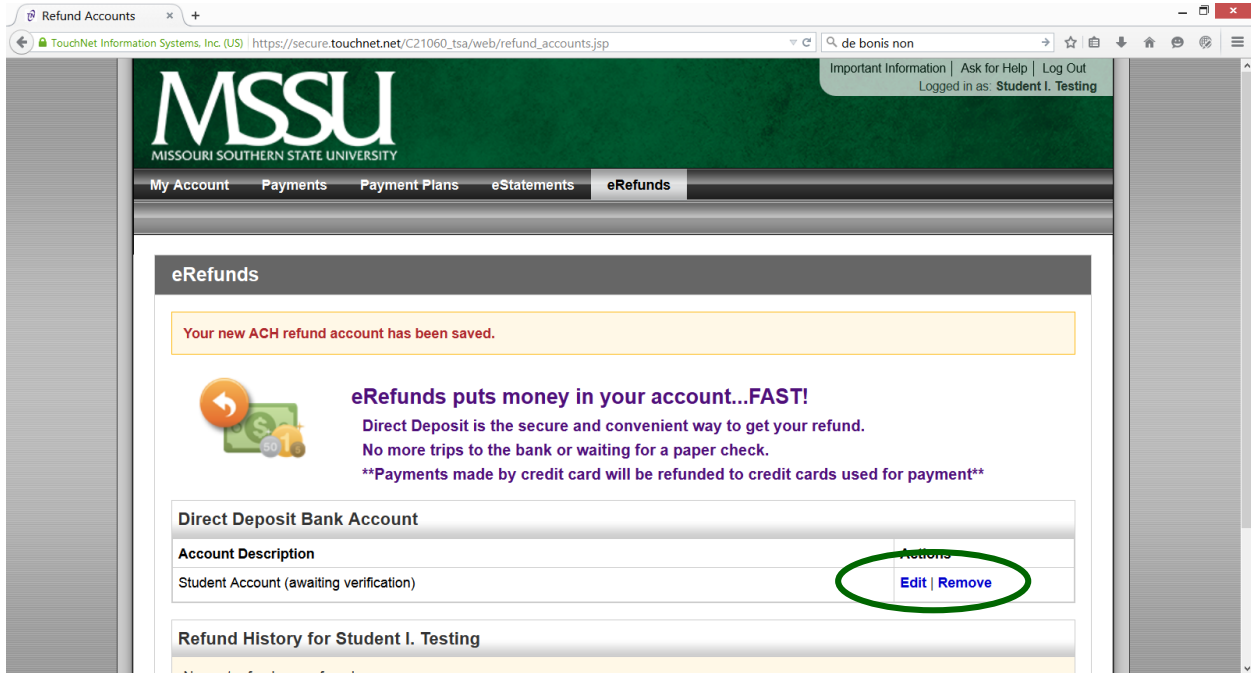 Refund Accounts × +
TouchNet Information Systems, Inc. (US) https://secure.touchnet.net/C21060_tsa/web/refund_accounts.jsp de bonis non
Important Information | Ask for Help | Log Out
Logged in as: Student I. Testing
MSSU
MISSOURI SOUTHERN STATE UNIVERSITY
My Account Payments Payment Plans eStatements eRefunds
eRefunds
Your new ACH refund account has been saved.
eRefunds puts money in your account...FAST!
Direct Deposit is the secure and convenient way to get your refund.
No more trips to the bank or waiting for a paper check.
**Payments made by credit card will be refunded to credit cards used for payment**
Direct Deposit Bank Account
Account Description Actions
Student Account (awaiting verification) Edit | Remove
Refund History for Student I. Testing